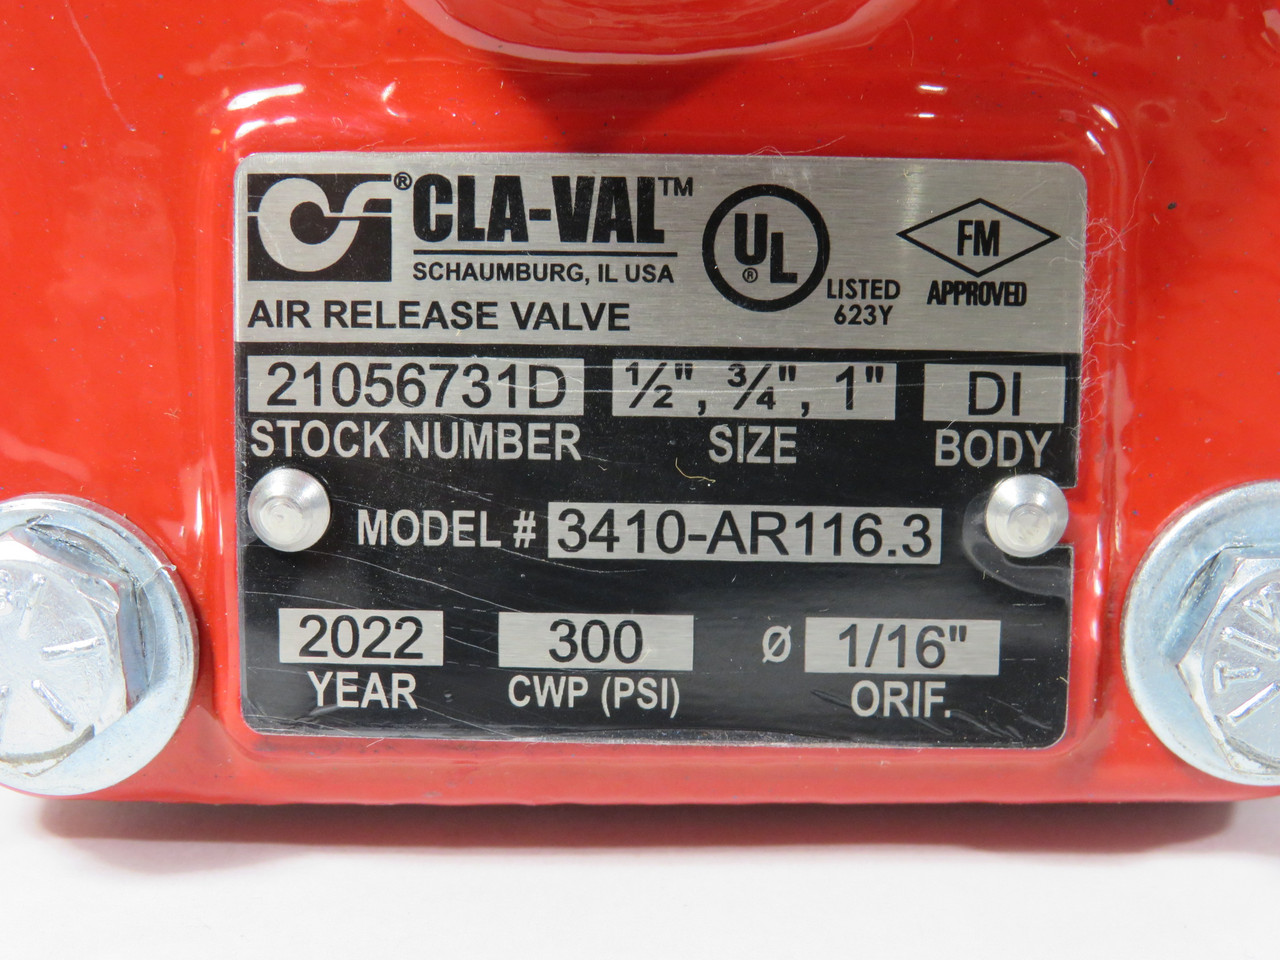 ® CLA-VAL™
SCHAUMBURG, IL USA
AIR RELEASE VALVE
UL ®
LISTED
623Y
FM
APPROVED
21056731D
STOCK NUMBER
½", ¾", 1"
SIZE
DI
BODY
MODEL # 3410-AR116.3
2022
YEAR
300
CWP (PSI)
Ø 1/16"
ORIF.